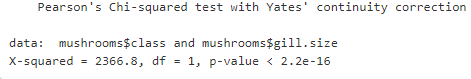 Pearson's Chi-squared test with Yates' continuity correction
data:  mushrooms$class and mushrooms$gill.size
X-squared = 2366.8, df = 1, p-value < 2.2e-16